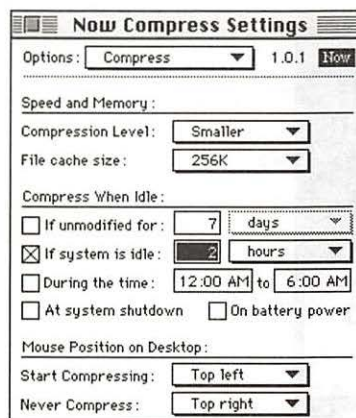 Now Compress Settings
Options: Compress 1.0.1 Now
Speed and Memory:
Compression Level: Smaller
File cache size: 256K
Compress When Idle:
If unmodified for: 7 days
If system is idle: 2 hours
During the time: 12:00 AM to 6:00 AM
At system shutdown On battery power
Mouse Position on Desktop:
Start Compressing: Top left
Never Compress: Top right